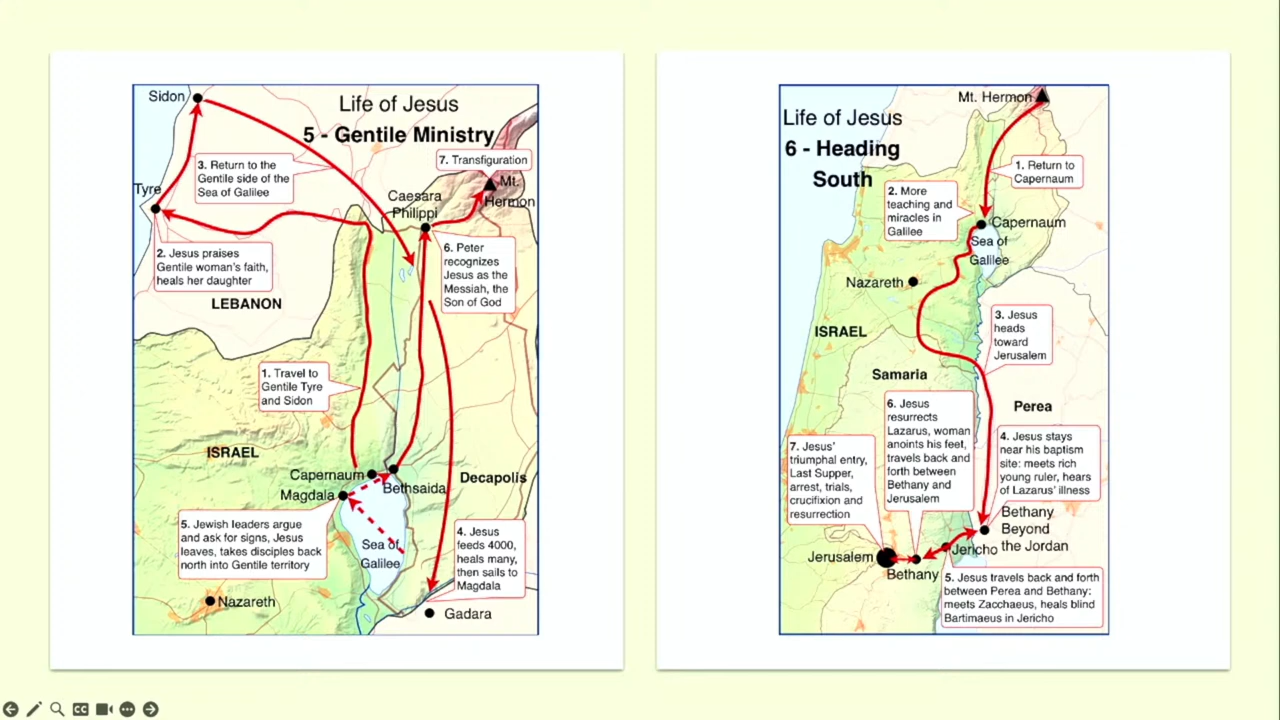 Life of Jesus
5 - Gentile Ministry
Sidon
3. Return to the
Gentile side of the
Sea of Galilee
7. Transfiguration
Mt.
Hermon
Tyre
Caesara
Philippi
2. Jesus praises
Gentile woman's faith,
heals her daughter
6. Peter
recognizes
Jesus as the
Messiah, the
Son of God
LEBANON
1. Travel to
Gentile Tyre
and Sidon
ISRAEL
Capernaum
Magdala
Bethsaida
Decapolis
5. Jewish leaders argue
and ask for signs, Jesus
leaves, takes disciples back
north into Gentile territory
Sea of
Galilee
4. Jesus
feeds 4000,
heals many,
then sails to
Magdala
Nazareth
Gadara
Life of Jesus
6 - Heading
South
Mt. Hermon
1. Return to
Capernaum
2. More
teaching and
miracles in
Galilee
Capernaum
Sea of
Galilee
Nazareth
ISRAEL
3. Jesus
heads
toward
Jerusalem
Samaria
Perea
6. Jesus
resurrects
Lazarus, woman
anoints his feet,
travels back and
forth between
Bethany and
Jerusalem
7. Jesus'
triumphal entry,
Last Supper,
arrest, trials,
crucifixion and
resurrection
4. Jesus stays
near his baptism
site: meets rich
young ruler, hears
of Lazarus' illness
Bethany
Beyond
the Jordan
Jerusalem
Bethany
Jericho
5. Jesus travels back and forth
between Perea and Bethany:
meets Zacchaeus, heals blind
Bartimaeus in Jericho
CC